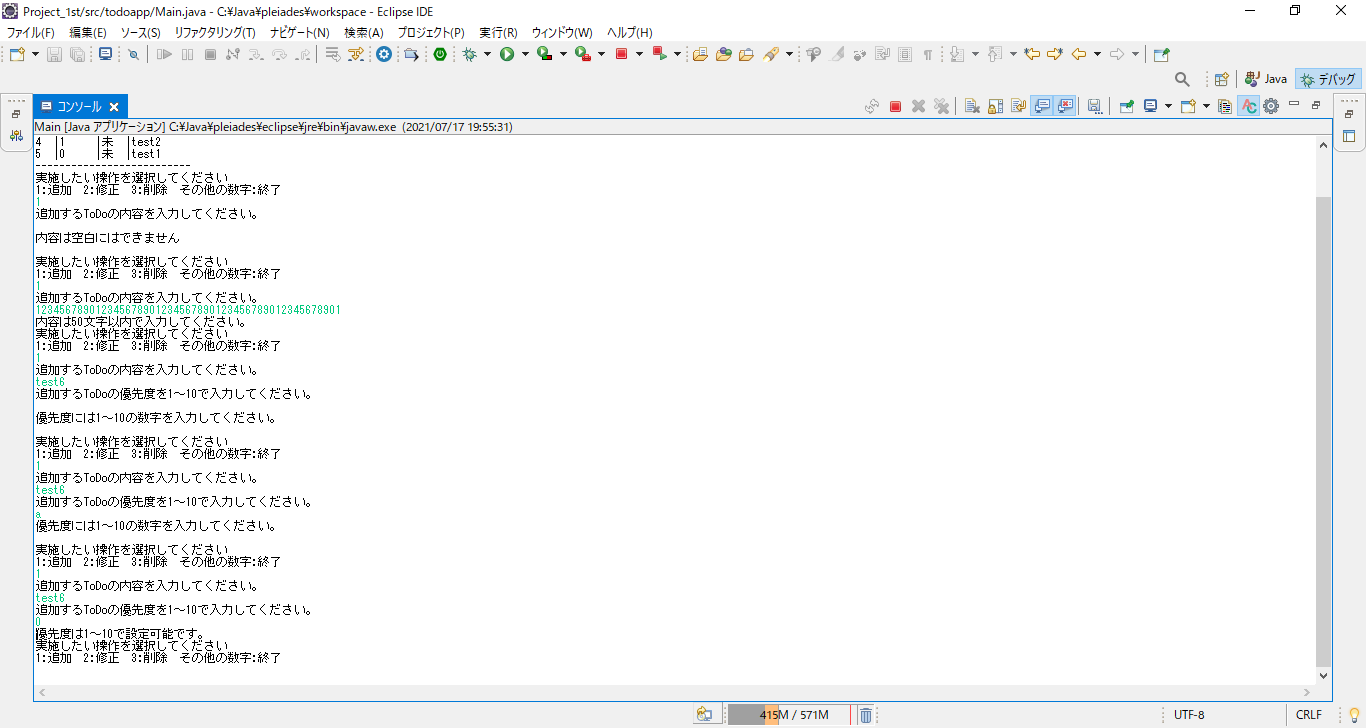 Project_1st/src/todoapp/Main.java - C:¥Java¥pleiades¥workspace - Eclipse IDE
ファイル(F) 編集(E) ソース(S) リファクタリング(T) ナビゲート(N) 検索(A) プロジェクト(P) 実行(R) ウィンドウ(W) ヘルプ(H)
Java デバッグ
コンソール
Main [Java アプリケーション] C:¥Java¥pleiades¥eclipse¥jre¥bin¥javaw.exe (2021/07/17 19:55:31)
4 |1 |未 |test2
5 |0 |未 |test1
--------------------------
実施したい操作を選択してください
1:追加 2:修正 3:削除 その他の数字:終了
1
追加するToDoの内容を入力してください。
内容は空白にはできません
実施したい操作を選択してください
1:追加 2:修正 3:削除 その他の数字:終了
1
追加するToDoの内容を入力してください。
123456789012345678901234567890123456789012345678901
内容は50文字以内で入力してください。
実施したい操作を選択してください
1:追加 2:修正 3:削除 その他の数字:終了
1
追加するToDoの内容を入力してください。
test6
追加するToDoの優先度を1～10で入力してください。
優先度には1～10の数字を入力してください。
実施したい操作を選択してください
1:追加 2:修正 3:削除 その他の数字:終了
1
追加するToDoの内容を入力してください。
test6
追加するToDoの優先度を1～10で入力してください。
a
優先度には1～10の数字を入力してください。
実施したい操作を選択してください
1:追加 2:修正 3:削除 その他の数字:終了
1
追加するToDoの内容を入力してください。
test6
追加するToDoの優先度を1～10で入力してください。
0
優先度は1～10で設定可能です。
実施したい操作を選択してください
1:追加 2:修正 3:削除 その他の数字:終了
415M / 571M UTF-8 CRLF